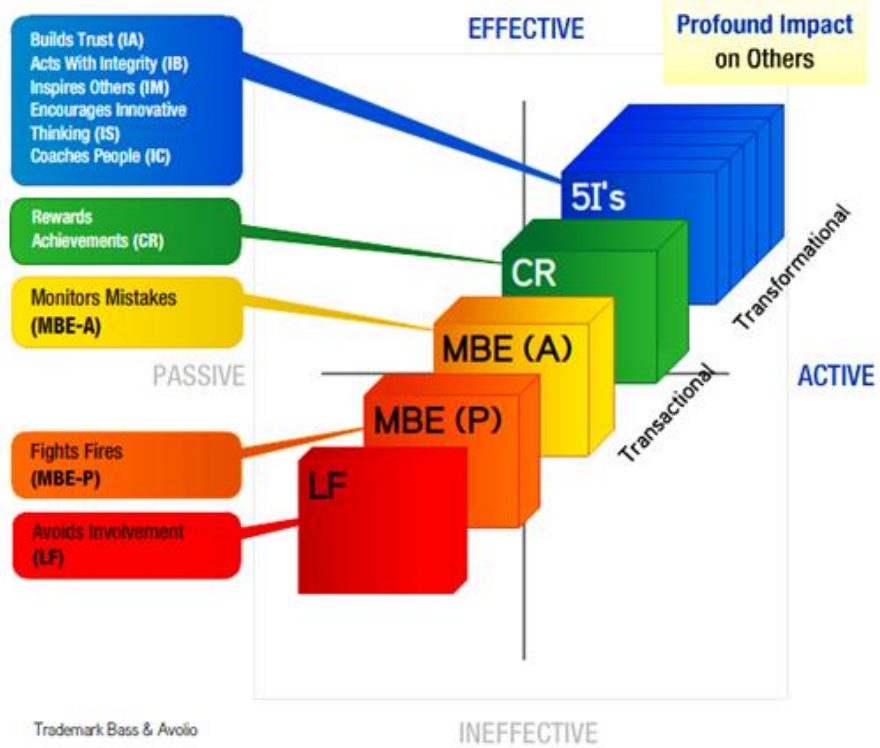 EFFECTIVE
Profound Impact
on Others
Builds Trust (IA)
Acts With Integrity (IB)
Inspires Others (IM)
Encourages Innovative
Thinking (IS)
Coaches People (IC)
5I's
Rewards
Achievements (CR)
CR
Transformational
Monitors Mistakes
(MBE-A)
MBE (A)
PASSIVE
ACTIVE
Transactional
MBE (P)
Fights Fires
(MBE-P)
LF
Avoids Involvement
(LF)
Trademark Bass & Avolio
INEFFECTIVE